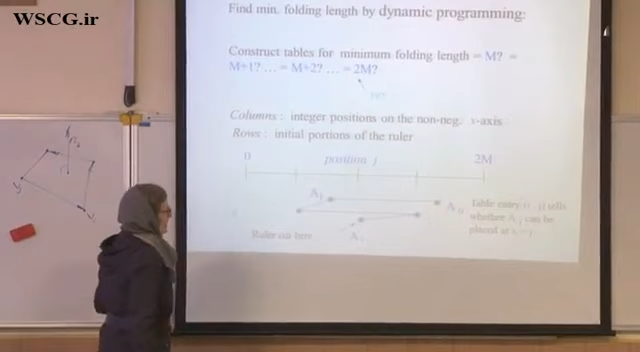 WSCG.ir
Find min. folding length by dynamic programming:
Construct tables for minimum folding length = M? =
M+1? ... = M+2? ... = 2M?
Columns: integer positions on the non-neg. x-axis
Rows: initial portions of the ruler
0 position j 2M
A
A 0
Table entry tells
whether A can be
placed at x =
Ruler cut here
A